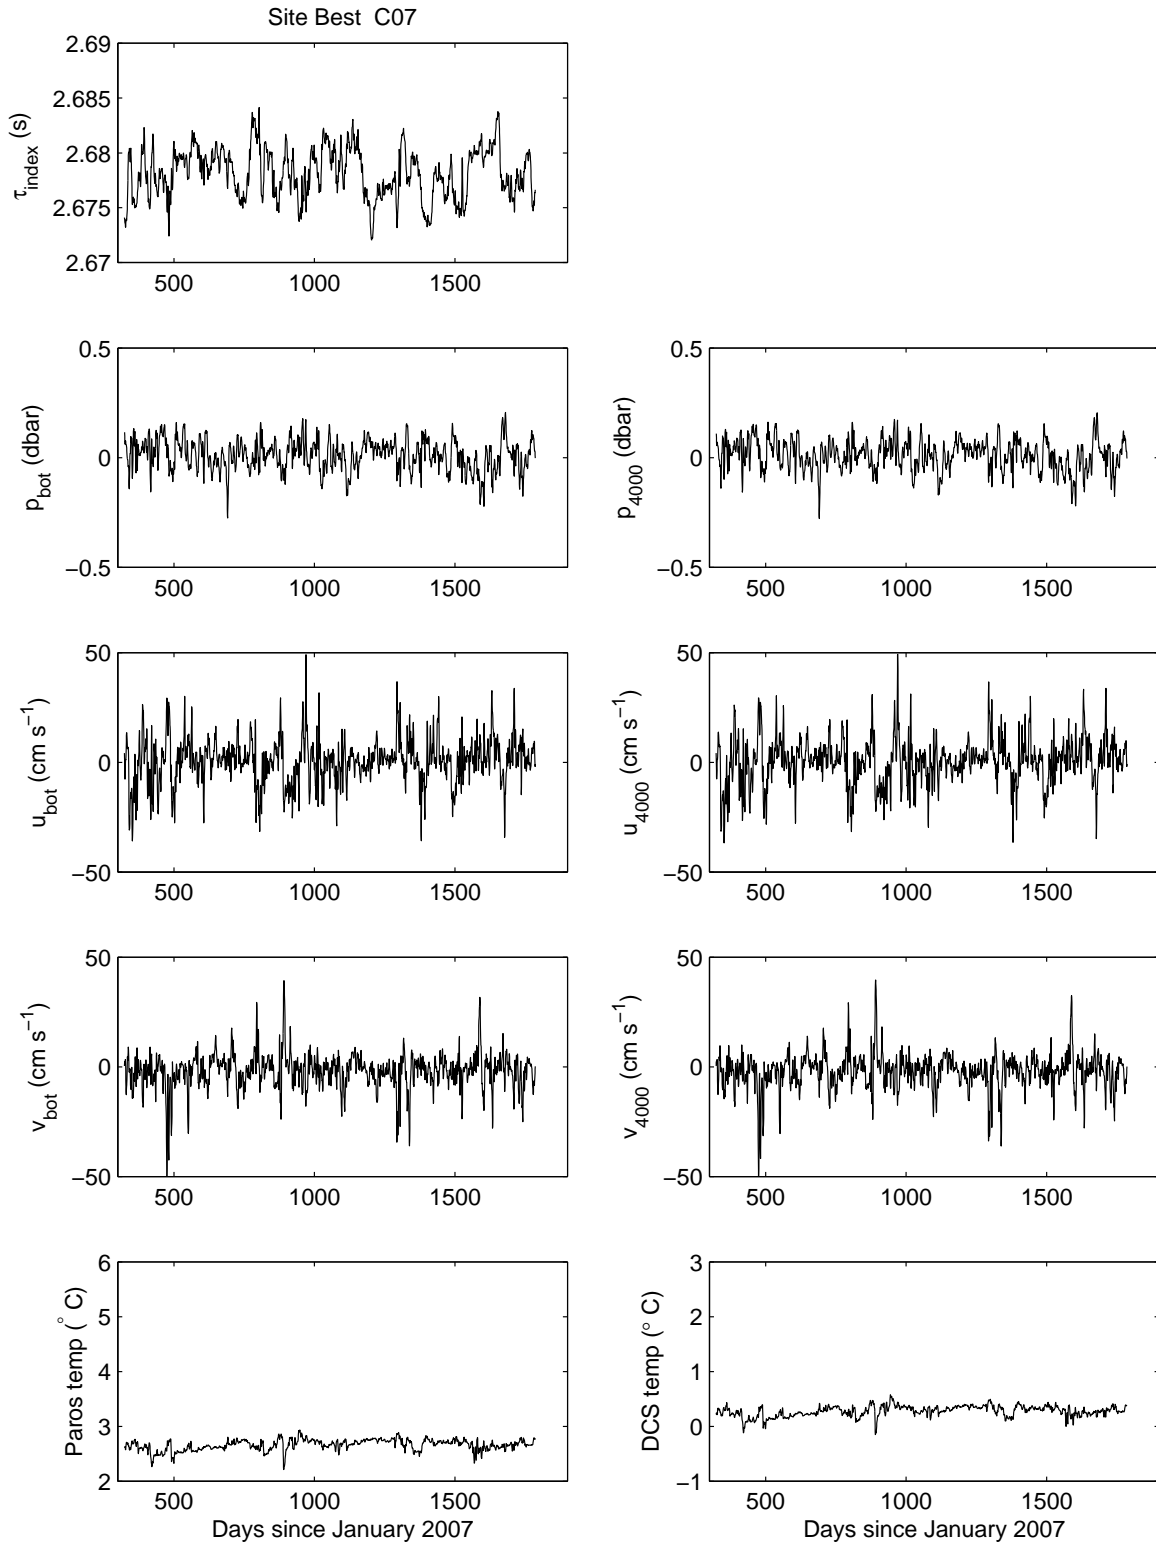 Site Best C07
2.69
2.685
2.68
2.675
2.67
τindex (s)
500 1000 1500
0.5
0
−0.5
pbot (dbar)
500 1000 1500
0.5
0
−0.5
p4000 (dbar)
500 1000 1500
50
0
−50
ubot (cm s−1)
500 1000 1500
50
0
−50
u4000 (cm s−1)
500 1000 1500
50
0
−50
vbot (cm s−1)
500 1000 1500
50
0
−50
v4000 (cm s−1)
500 1000 1500
6
5
4
3
2
Paros temp (° C)
500 1000 1500
Days since January 2007
3
2
1
0
−1
DCS temp (° C)
500 1000 1500
Days since January 2007